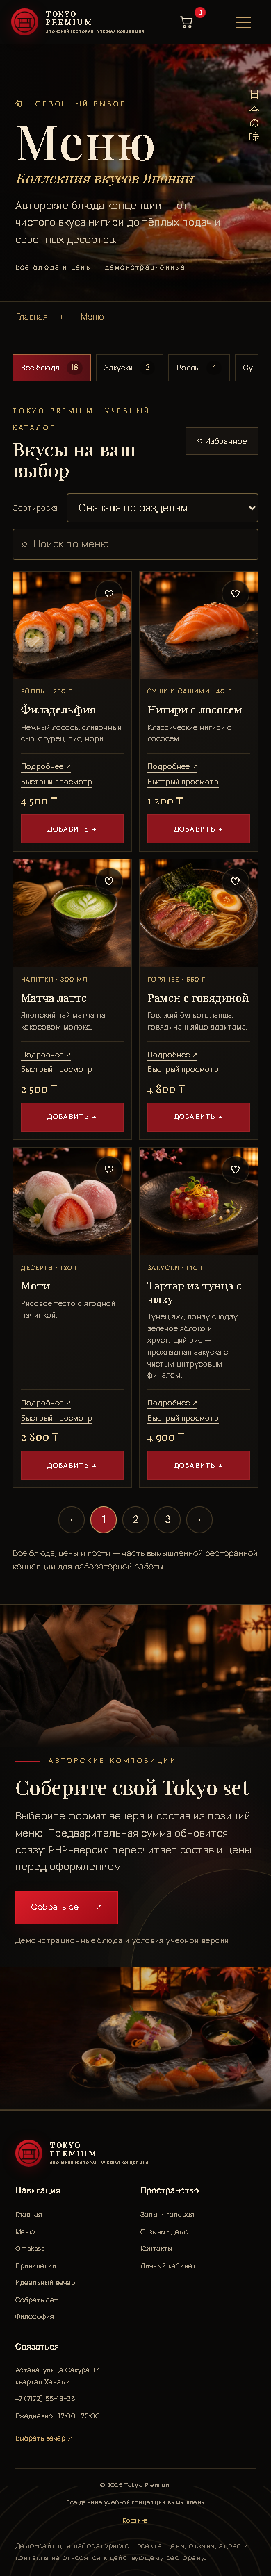 TOKYO
PREMIUM
ЯПОНСКИЙ РЕСТОРАН · УЧЕБНАЯ КОНЦЕПЦИЯ
0
日本の味
旬 · СЕЗОННЫЙ ВЫБОР
Меню
Коллекция вкусов Японии
Авторские блюда концепции — от
чистого вкуса нигири до тёплых подач и
сезонных десертов.
Все блюда и цены — демонстрационные
Главная › Меню
Все блюда 18 Закуски 2 Роллы 4 Суш
TOKYO PREMIUM · УЧЕБНЫЙ
КАТАЛОГ
Вкусы на ваш
выбор
♡ Избранное
Сортировка Сначала по разделам
Поиск по меню
РОЛЛЫ · 280 Г
Филадельфия
Нежный лосось, сливочный
сыр, огурец, рис, нори.
Подробнее ↗
Быстрый просмотр
4 500 ₸
ДОБАВИТЬ +
СУШИ И САШИМИ · 40 Г
Нигири с лососем
Классические нигири с
лососем.
Подробнее ↗
Быстрый просмотр
1 200 ₸
ДОБАВИТЬ +
НАПИТКИ · 300 МЛ
Матча латте
Японский чай матча на
кокосовом молоке.
Подробнее ↗
Быстрый просмотр
2 500 ₸
ДОБАВИТЬ +
ГОРЯЧЕЕ · 550 Г
Рамен с говядиной
Говяжий бульон, лапша,
говядина и яйцо адзитама.
Подробнее ↗
Быстрый просмотр
4 800 ₸
ДОБАВИТЬ +
ДЕСЕРТЫ · 120 Г
Моти
Рисовое тесто с ягодной
начинкой.
Подробнее ↗
Быстрый просмотр
2 800 ₸
ДОБАВИТЬ +
ЗАКУСКИ · 140 Г
Тартар из тунца с
юдзу
Тунец ахи, понзу с юдзу,
зелёное яблоко и
хрустящий рис —
прохладная закуска с
чистым цитрусовым
финалом.
Подробнее ↗
Быстрый просмотр
4 900 ₸
ДОБАВИТЬ +
‹ 1 2 3 ›
Все блюда, цены и гости — часть вымышленной ресторанной
концепции для лабораторной работы.
АВТОРСКИЕ КОМПОЗИЦИИ
Соберите свой Tokyo set
Выберите формат вечера и состав из позиций
меню. Предварительная сумма обновится
сразу; PHP-версия пересчитает состав и цены
перед оформлением.
Собрать сет ↗
Демонстрационные блюда и условия учебной версии
TOKYO
PREMIUM
ЯПОНСКИЙ РЕСТОРАН · УЧЕБНАЯ КОНЦЕПЦИЯ
Навигация
Главная
Меню
Omakase
Привилегии
Идеальный вечер
Собрать сет
Философия
Пространство
Залы и галерея
Отзывы · демо
Контакты
Личный кабинет
Связаться
Астана, улица Сакура, 17 ·
квартал Ханами
+7 (7172) 55-18-26
Ежедневно · 12:00–23:00
Выбрать вечер ↗
© 2026 Tokyo Premium
Все данные учебной концепции вымышлены
Корзина
Демо-сайт для лабораторного проекта. Цены, отзывы, адрес и
контакты не относятся к действующему ресторану.